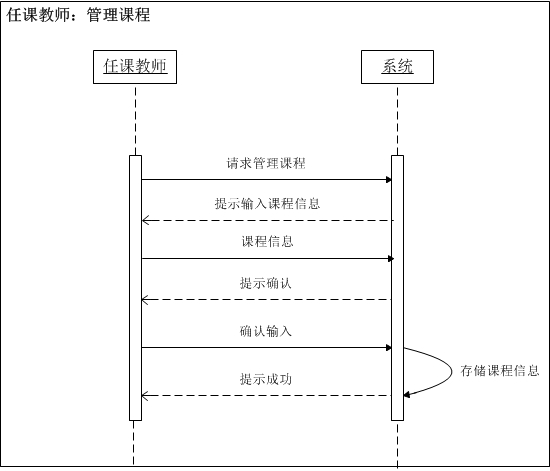 任课教师：管理课程
任课教师
系统
请求管理课程
提示输入课程信息
课程信息
提示确认
确认输入
存储课程信息
提示成功